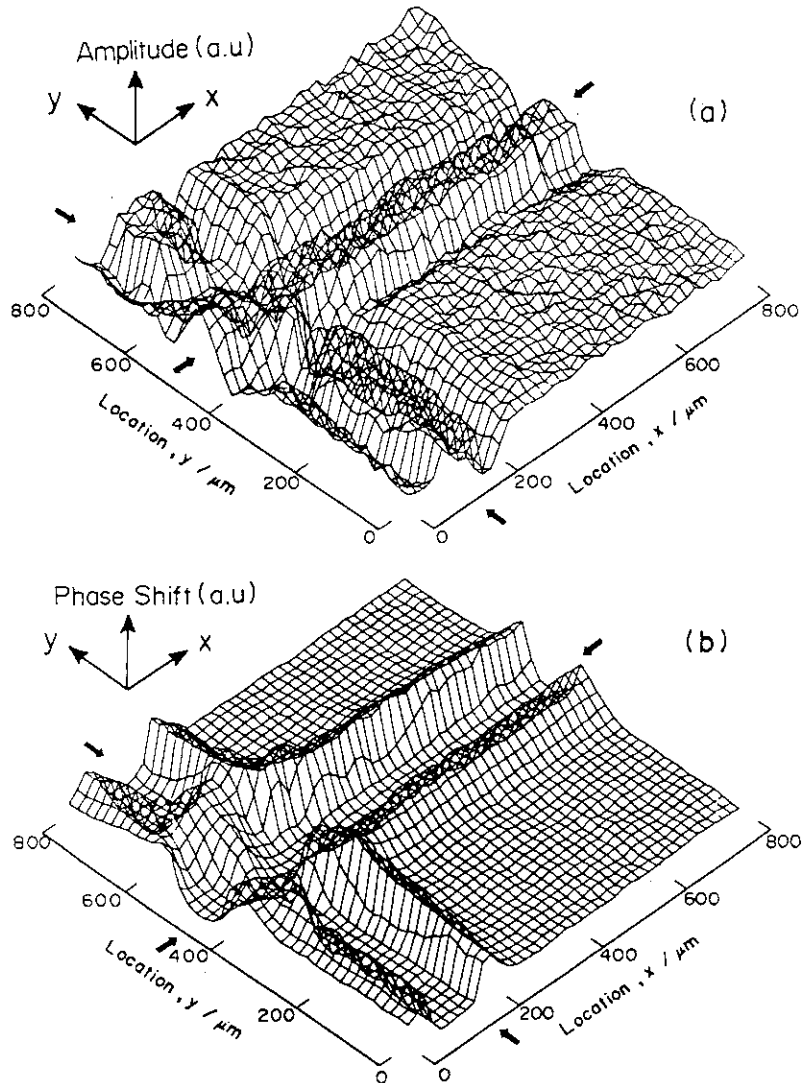 Amplitude (a.u)
y
x
(a)
800
600
400
200
0
Location, y / μm
0
200
400
600
800
Location, x / μm
Phase Shift (a.u)
y
x
(b)
800
600
400
200
0
Location, y / μm
0
200
400
600
800
Location, x / μm